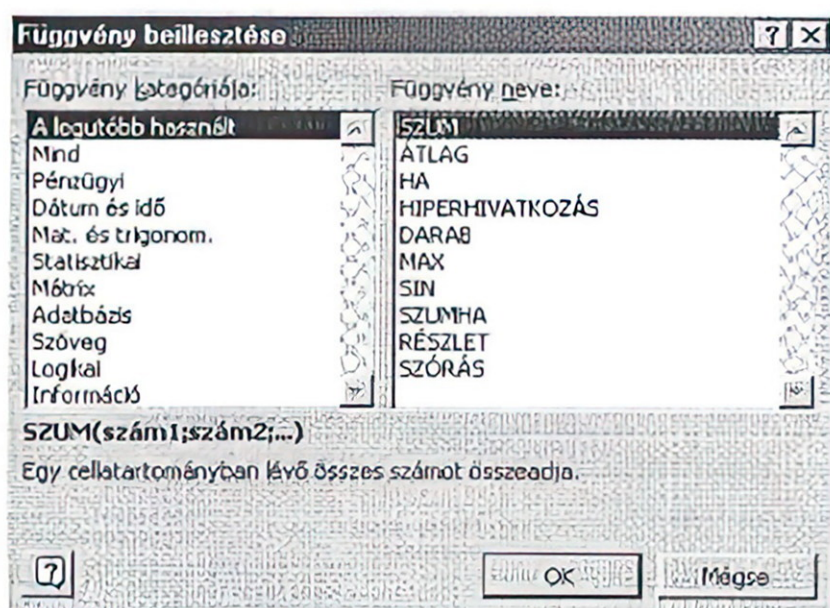 Függvény beillesztése
Függvény kategóriája:
A legutóbb használt
Mind
Pénzügyi
Dátum és idő
Mat. és trigonom.
Statisztikai
Mátrix
Adatbázis
Szöveg
Logikai
Információ
Függvény neve:
SZUM
ÁTLAG
HA
HIPERHIVATKOZÁS
DARAB
MAX
SIN
SZUMHA
RÉSZLET
SZÓRÁS
SZUM(szám1;szám2;...)
Egy cellatartományban lévő összes számot összeadja.
OK
Mégse